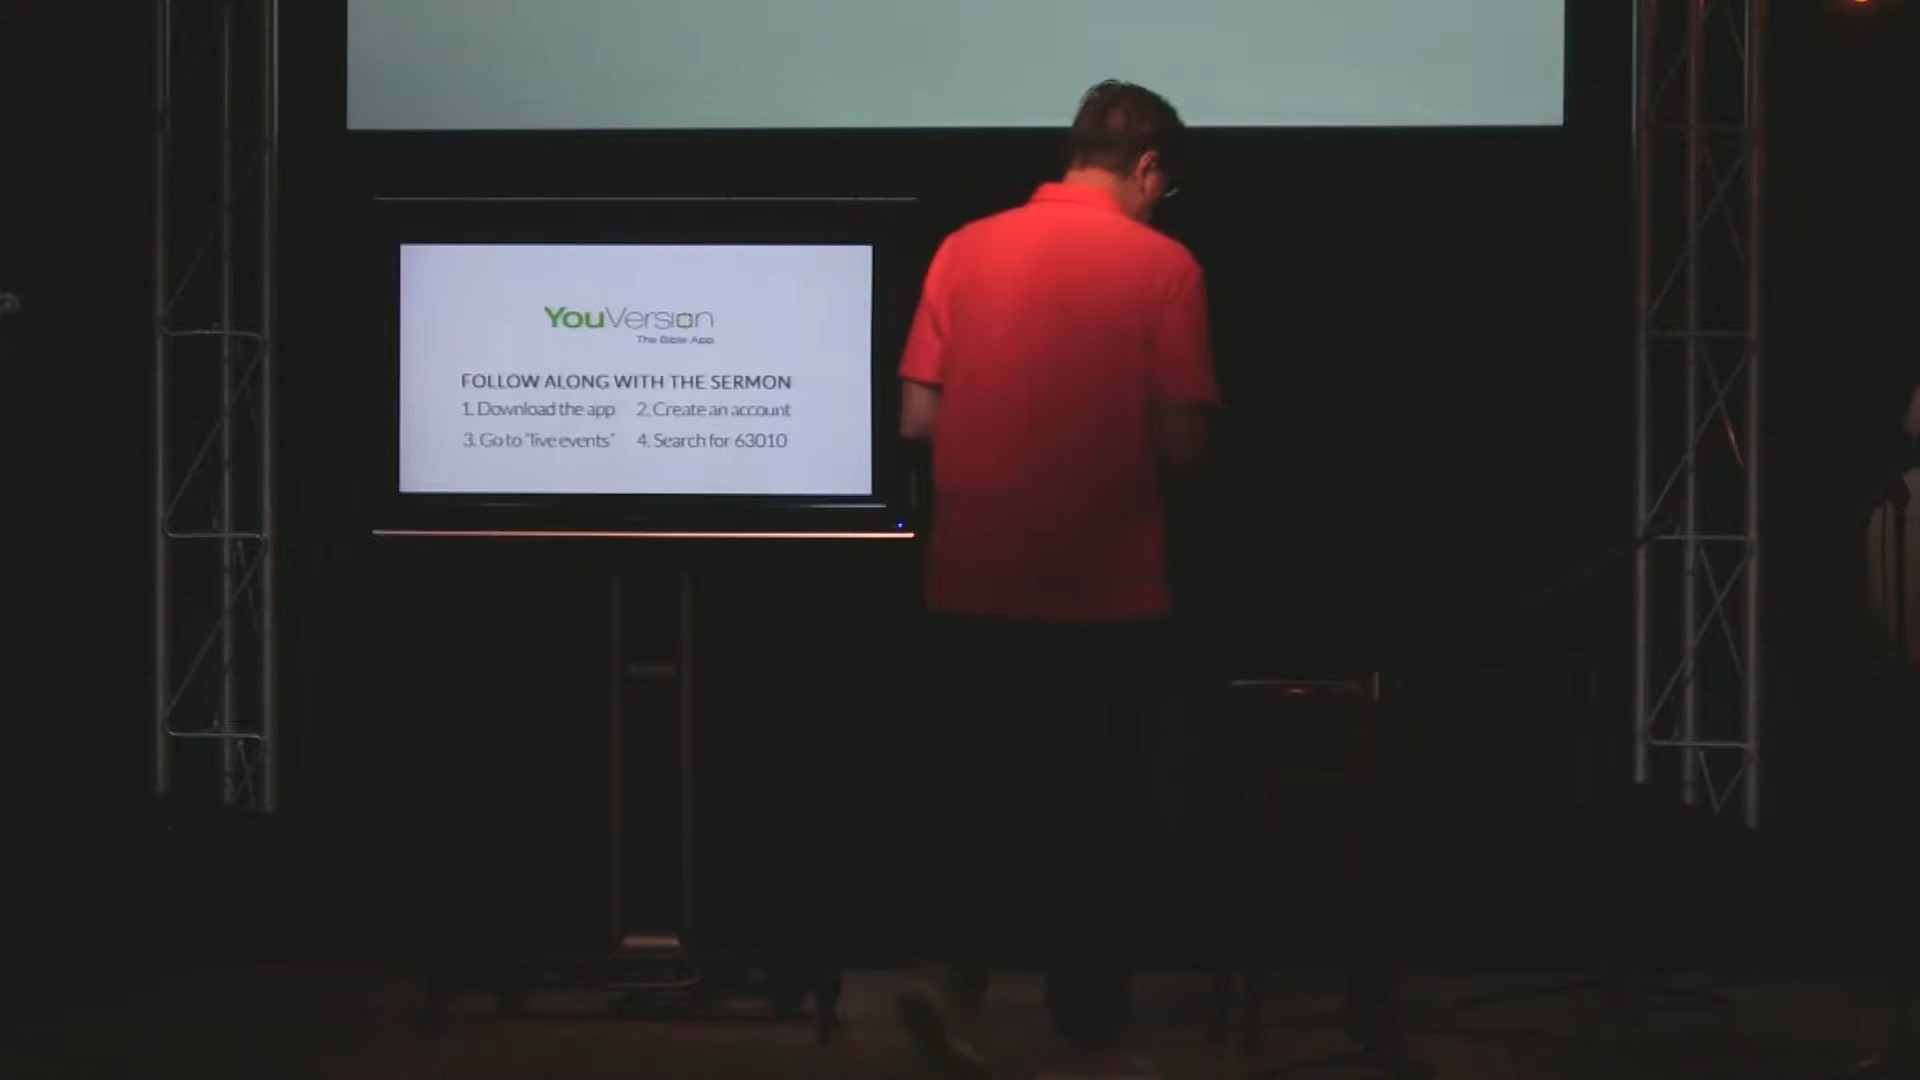 YouVersion
The Bible App
FOLLOW ALONG WITH THE SERMON
1. Download the app 2. Create an account
3. Go to "live events" 4. Search for 63010